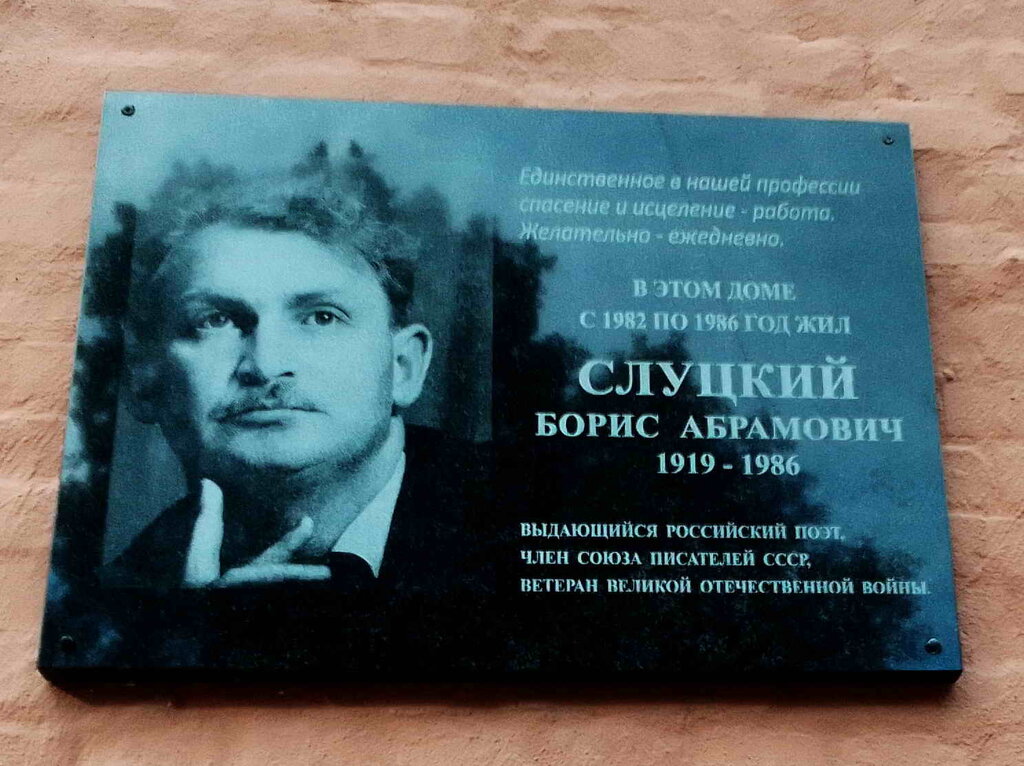 Единственное в нашей профессии
спасение и исцеление - работа.
Желательно - ежедневно.
В ЭТОМ ДОМЕ
С 1982 ПО 1986 ГОД ЖИЛ
СЛУЦКИЙ
БОРИС АБРАМОВИЧ
1919 - 1986
ВЫДАЮЩИЙСЯ РОССИЙСКИЙ ПОЭТ,
ЧЛЕН СОЮЗА ПИСАТЕЛЕЙ СССР,
ВЕТЕРАН ВЕЛИКОЙ ОТЕЧЕСТВЕННОЙ ВОЙНЫ.